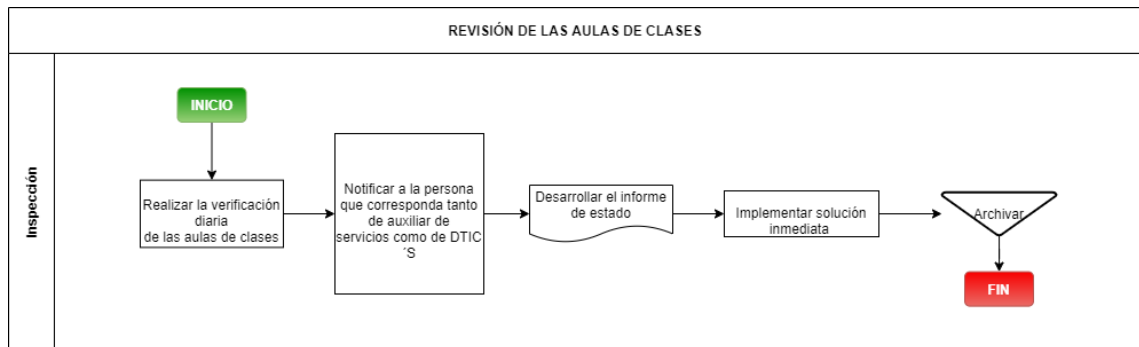 REVISIÓN DE LAS AULAS DE CLASES
Inspección
INICIO
Realizar la verificación
diaria
de las aulas de clases
Notificar a la persona
que corresponda tanto
de auxiliar de
servicios como de DTIC
´S
Desarrollar el informe
de estado
Implementar solución
inmediata
Archivar
FIN